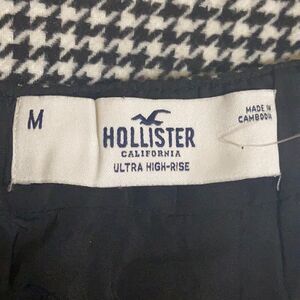 M
HOLLISTER
CALIFORNIA
ULTRA HIGH-RISE
MADE IN
CAMBODIA